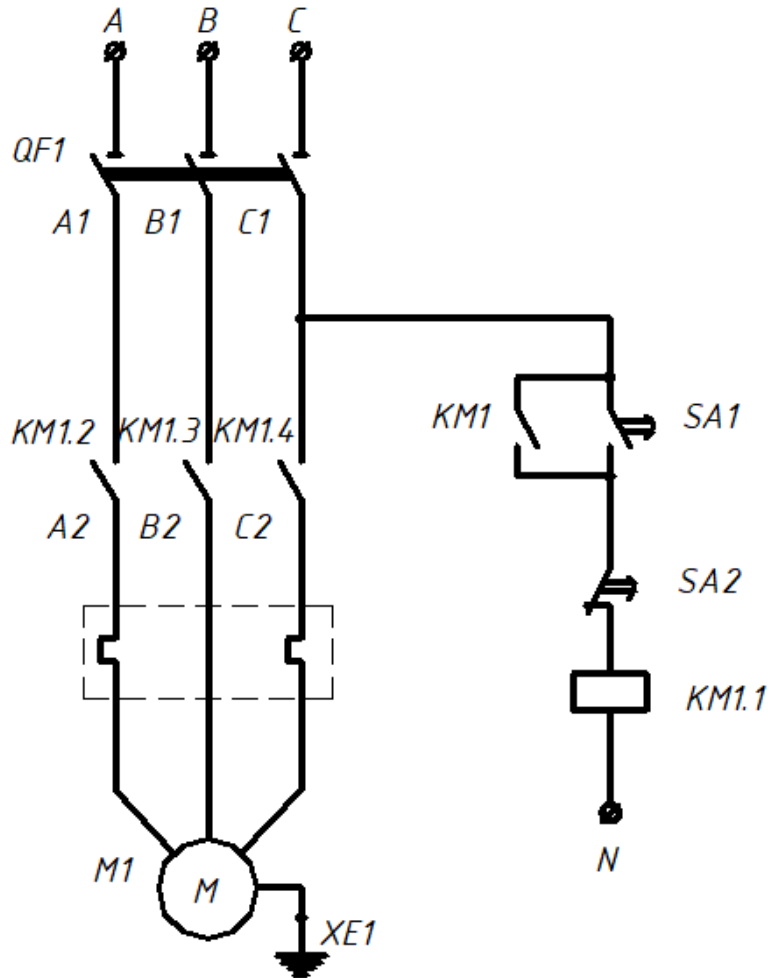 A B C
QF1
A1 B1 C1
KM1.2 KM1.3 KM1.4
KM1 SA1
A2 B2 C2
SA2
KM1.1
M1 M
N
XE1